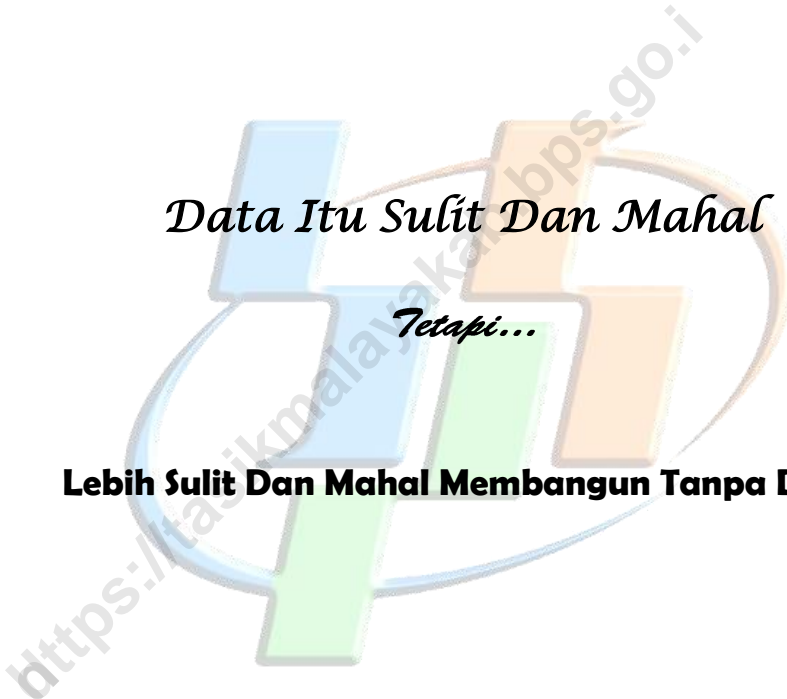 Data Itu Sulit Dan Mahal
Tetapi...
Lebih Sulit Dan Mahal Membangun Tanpa D
https://tasikmalayakab.bps.go.i